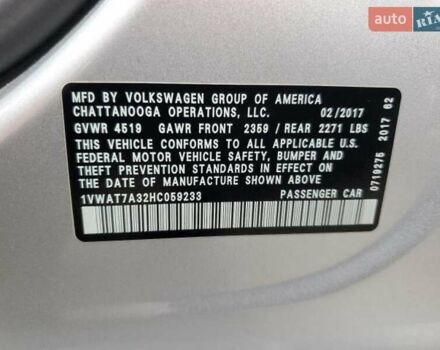 auto RIA
MFD BY VOLKSWAGEN GROUP OF AMERICA
CHATTANOOGA OPERATIONS, LLC. 02/2017
GVWR 4519 GAWR FRONT 2359 / REAR 2271 LBS
THIS VEHICLE CONFORMS TO ALL APPLICABLE U.S.
FEDERAL MOTOR VEHICLE SAFETY, BUMPER AND
THEFT PREVENTION STANDARDS IN EFFECT ON
THE DATE OF MANUFACTURE SHOWN ABOVE.
1VWAT7A32HC059233 PASSENGER CAR
0719275 2017 62